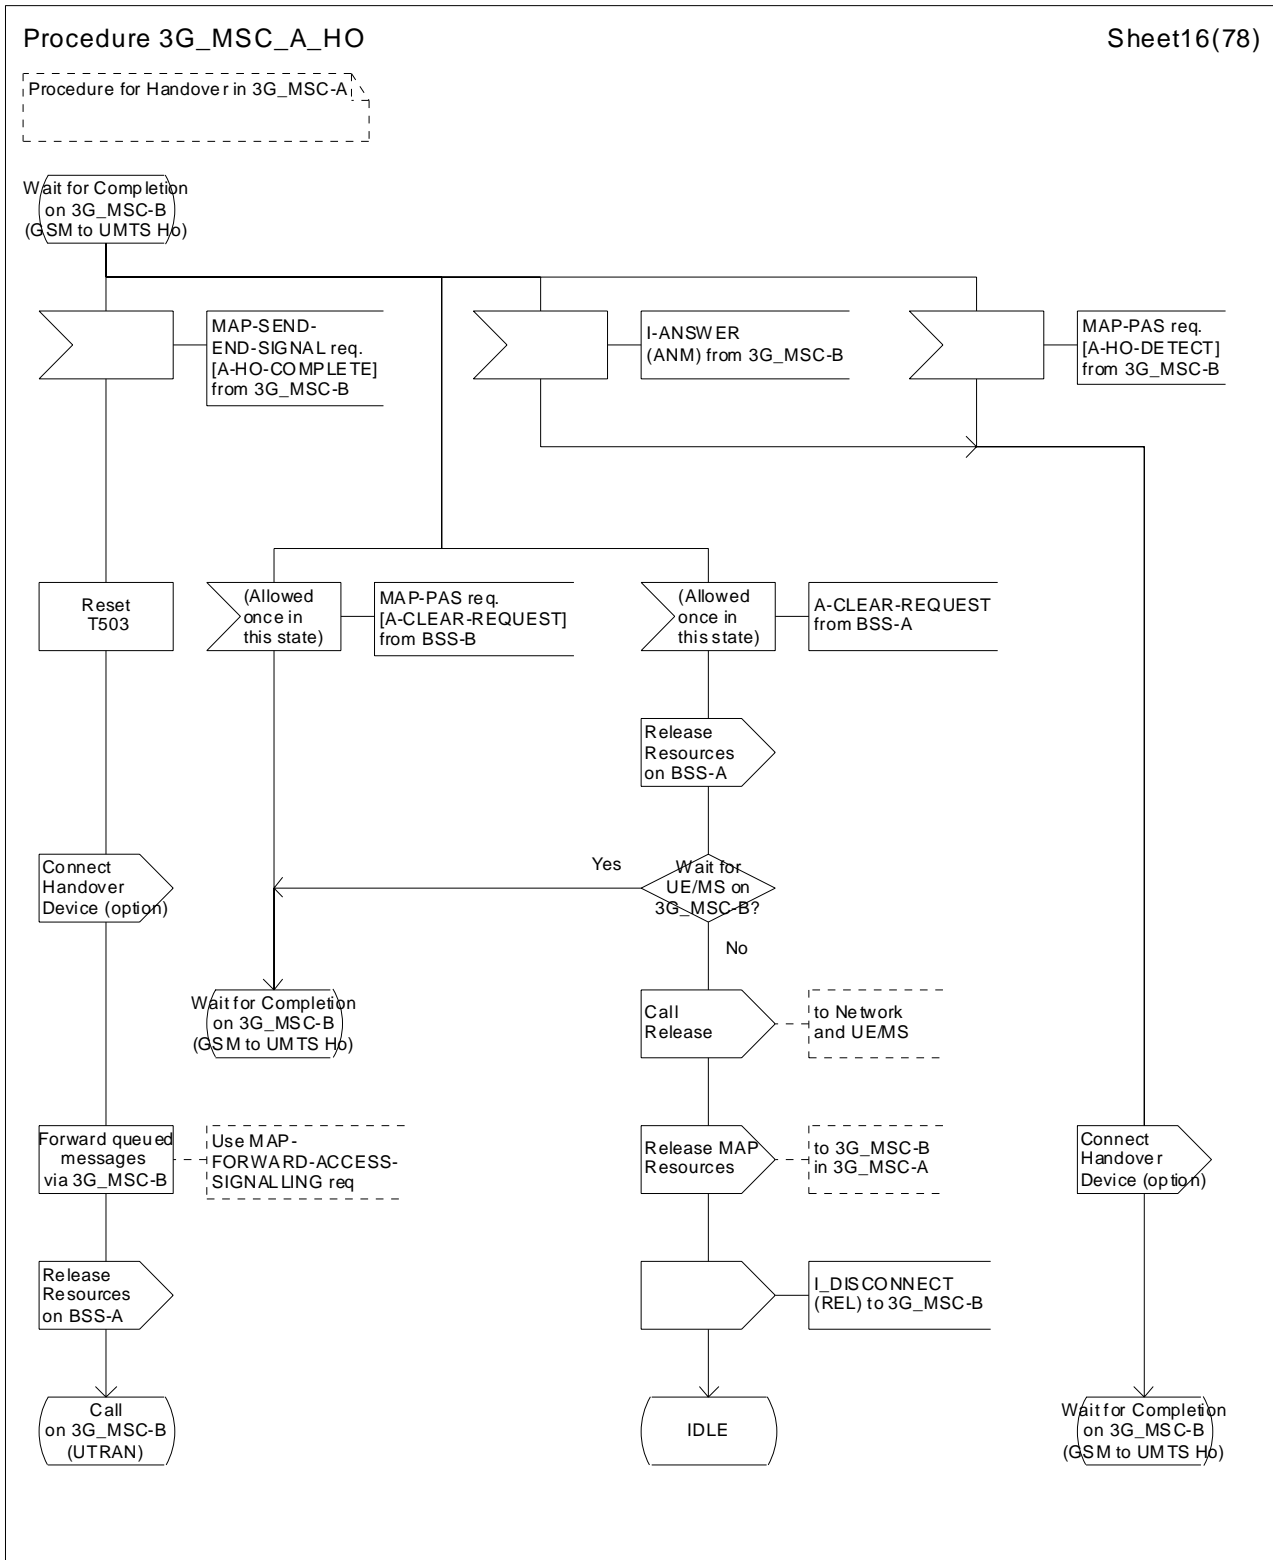 Procedure 3G_MSC_A_HO
Sheet16(78)
Procedure for Handover in 3G_MSC-A
Wait for Completion
on 3G_MSC-B
(GSM to UMTS Ho)
MAP-SEND-
END-SIGNAL req.
[A-HO-COMPLETE]
from 3G_MSC-B
I-ANSWER
(ANM) from 3G_MSC-B
MAP-PAS req.
[A-HO-DETECT]
from 3G_MSC-B
Reset
T503
(Allowed
once in
this state)
MAP-PAS req.
[A-CLEAR-REQUEST]
from BSS-B
(Allowed
once in
this state)
A-CLEAR-REQUEST
from BSS-A
Release
Resources
on BSS-A
Connect
Handover
Device (option)
Yes
Wait for
UE/MS on
3G_MSC-B?
No
Wait for Completion
on 3G_MSC-B
(GSM to UMTS Ho)
Call
Release
to Network
and UE/MS
Forward queued
messages
via 3G_MSC-B
Use MAP-
FORWARD-ACCESS-
SIGNALLING req
Release MAP
Resources
to 3G_MSC-B
in 3G_MSC-A
Connect
Handover
Device (option)
Release
Resources
on BSS-A
I_DISCONNECT
(REL) to 3G_MSC-B
Call
on 3G_MSC-B
(UTRAN)
IDLE
Wait for Completion
on 3G_MSC-B
(GSM to UMTS Ho)